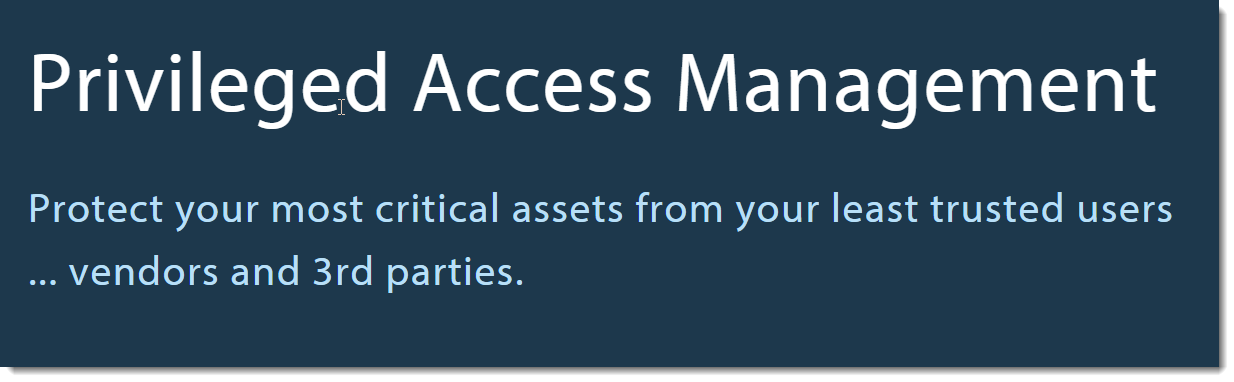 Privileged Access Management
Protect your most critical assets from your least trusted users
... vendors and 3rd parties.